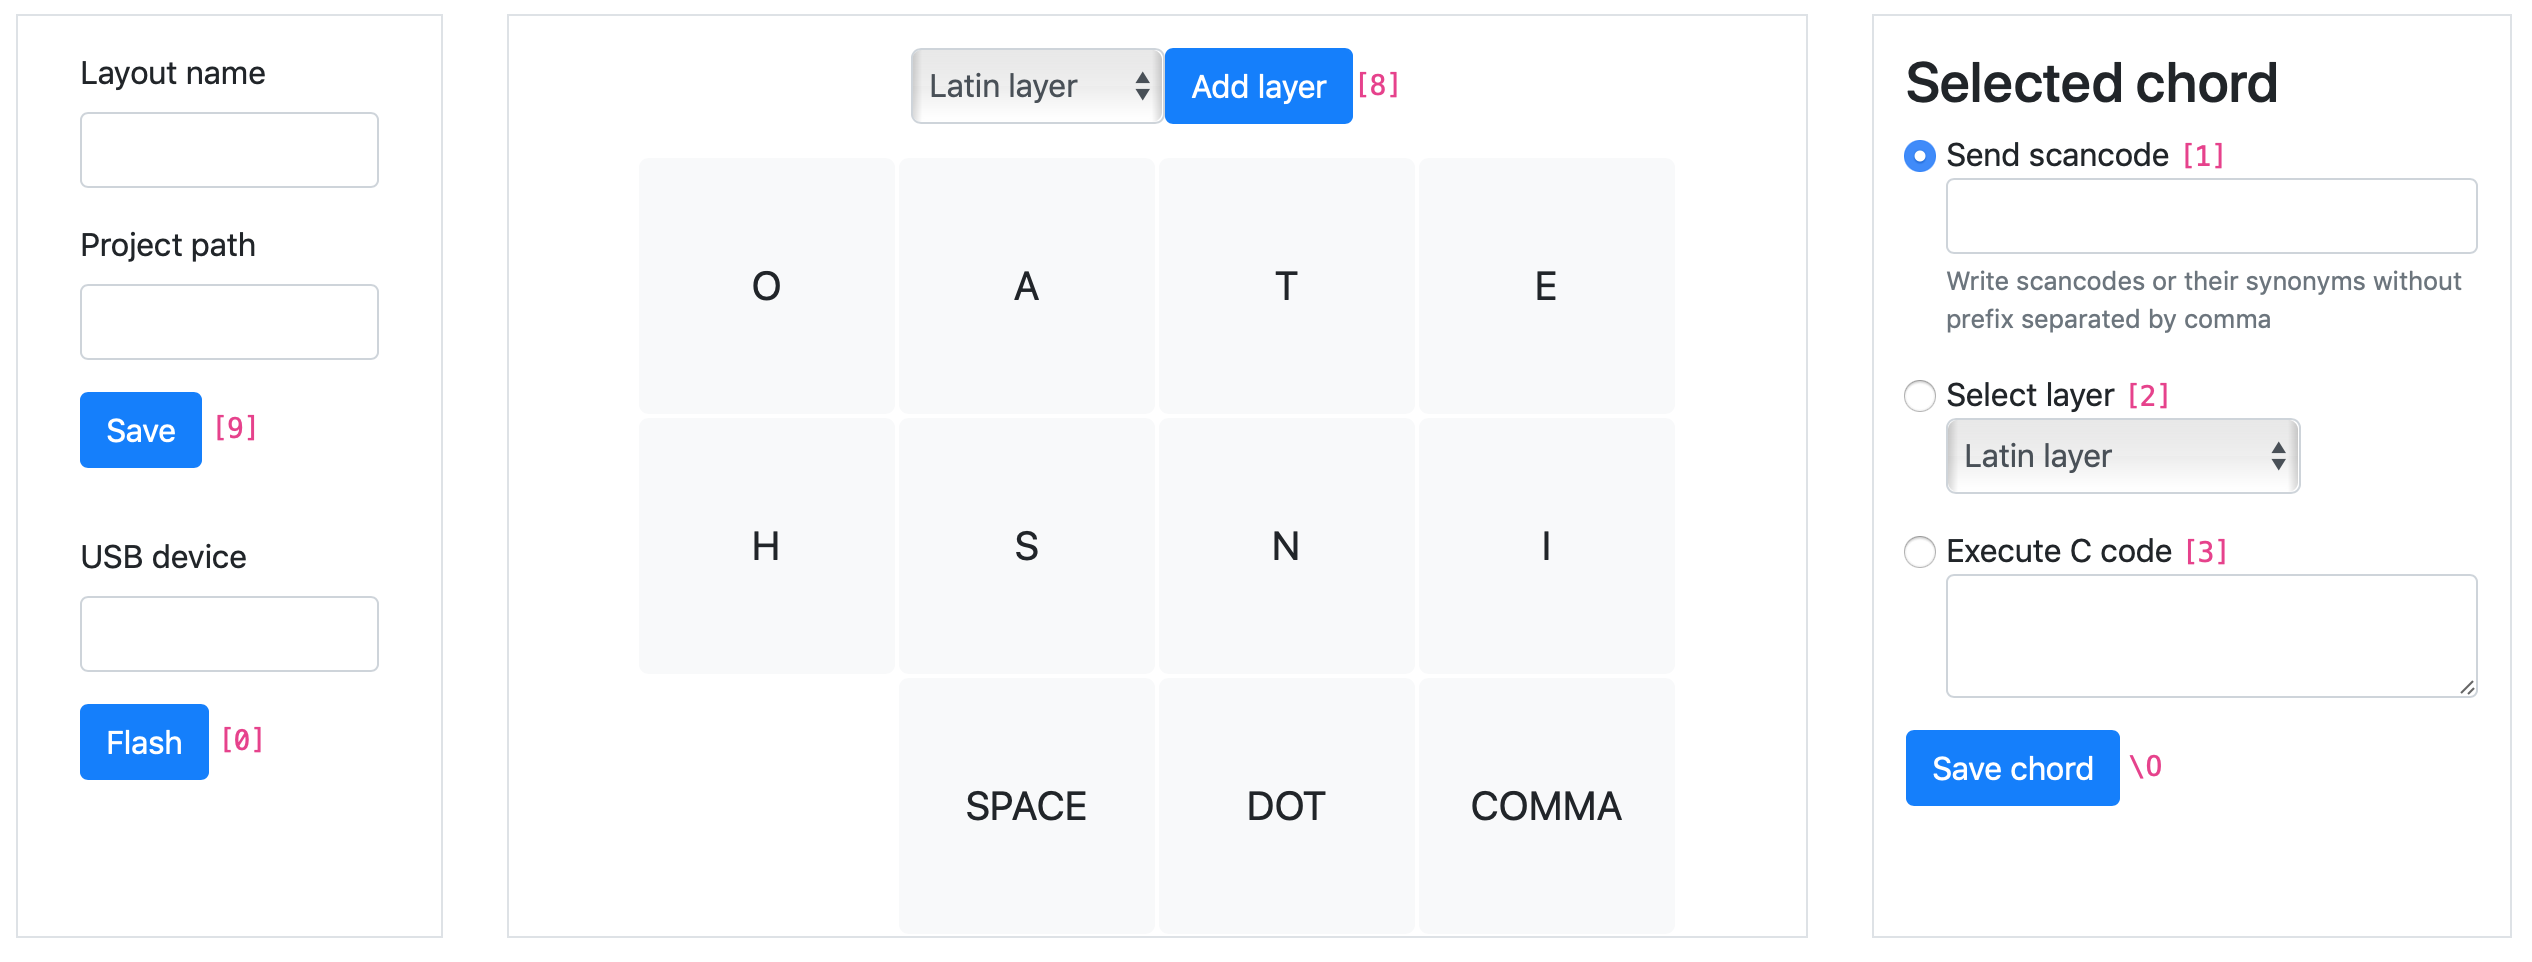 Layout name
Project path
Save [9]
USB device
Flash [0]
Latin layer Add layer [8]
O A T E
H S N I
SPACE DOT COMMA
Selected chord
Send scancode [1]
Write scancodes or their synonyms without
prefix separated by comma
Select layer [2]
Latin layer
Execute C code [3]
Save chord \O